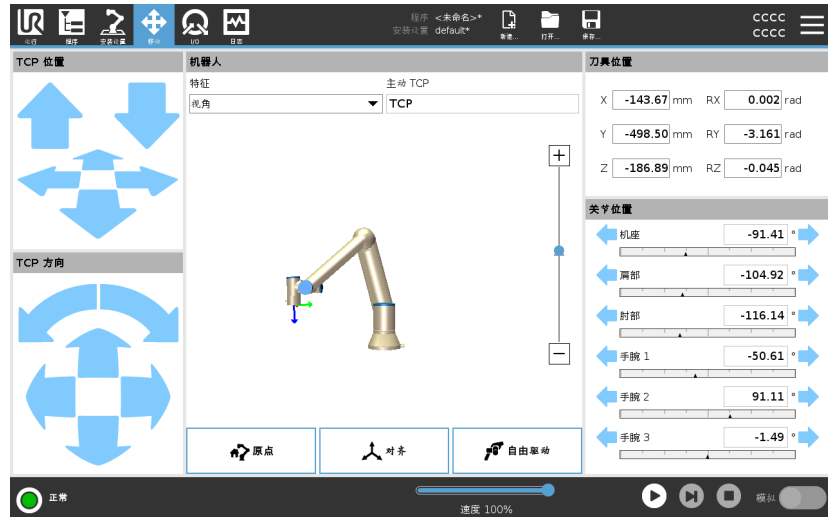 UR
运行
程序
安装设置
移动
I/O
日志
程序 <未命名>*
安装设置 default*
新建...
打开...
保存...
CCCC
CCCC
TCP 位置
机器人
刀具位置
特征
主动 TCP
视角
TCP
X -143.67 mm RX 0.002 rad
Y -498.50 mm RY -3.161 rad
Z -186.89 mm RZ -0.045 rad
关节位置
机座 -91.41 °
肩部 -104.92 °
肘部 -116.14 °
手腕 1 -50.61 °
手腕 2 91.11 °
手腕 3 -1.49 °
TCP 方向
原点
对齐
自由驱动
正常
速度 100%
模拟